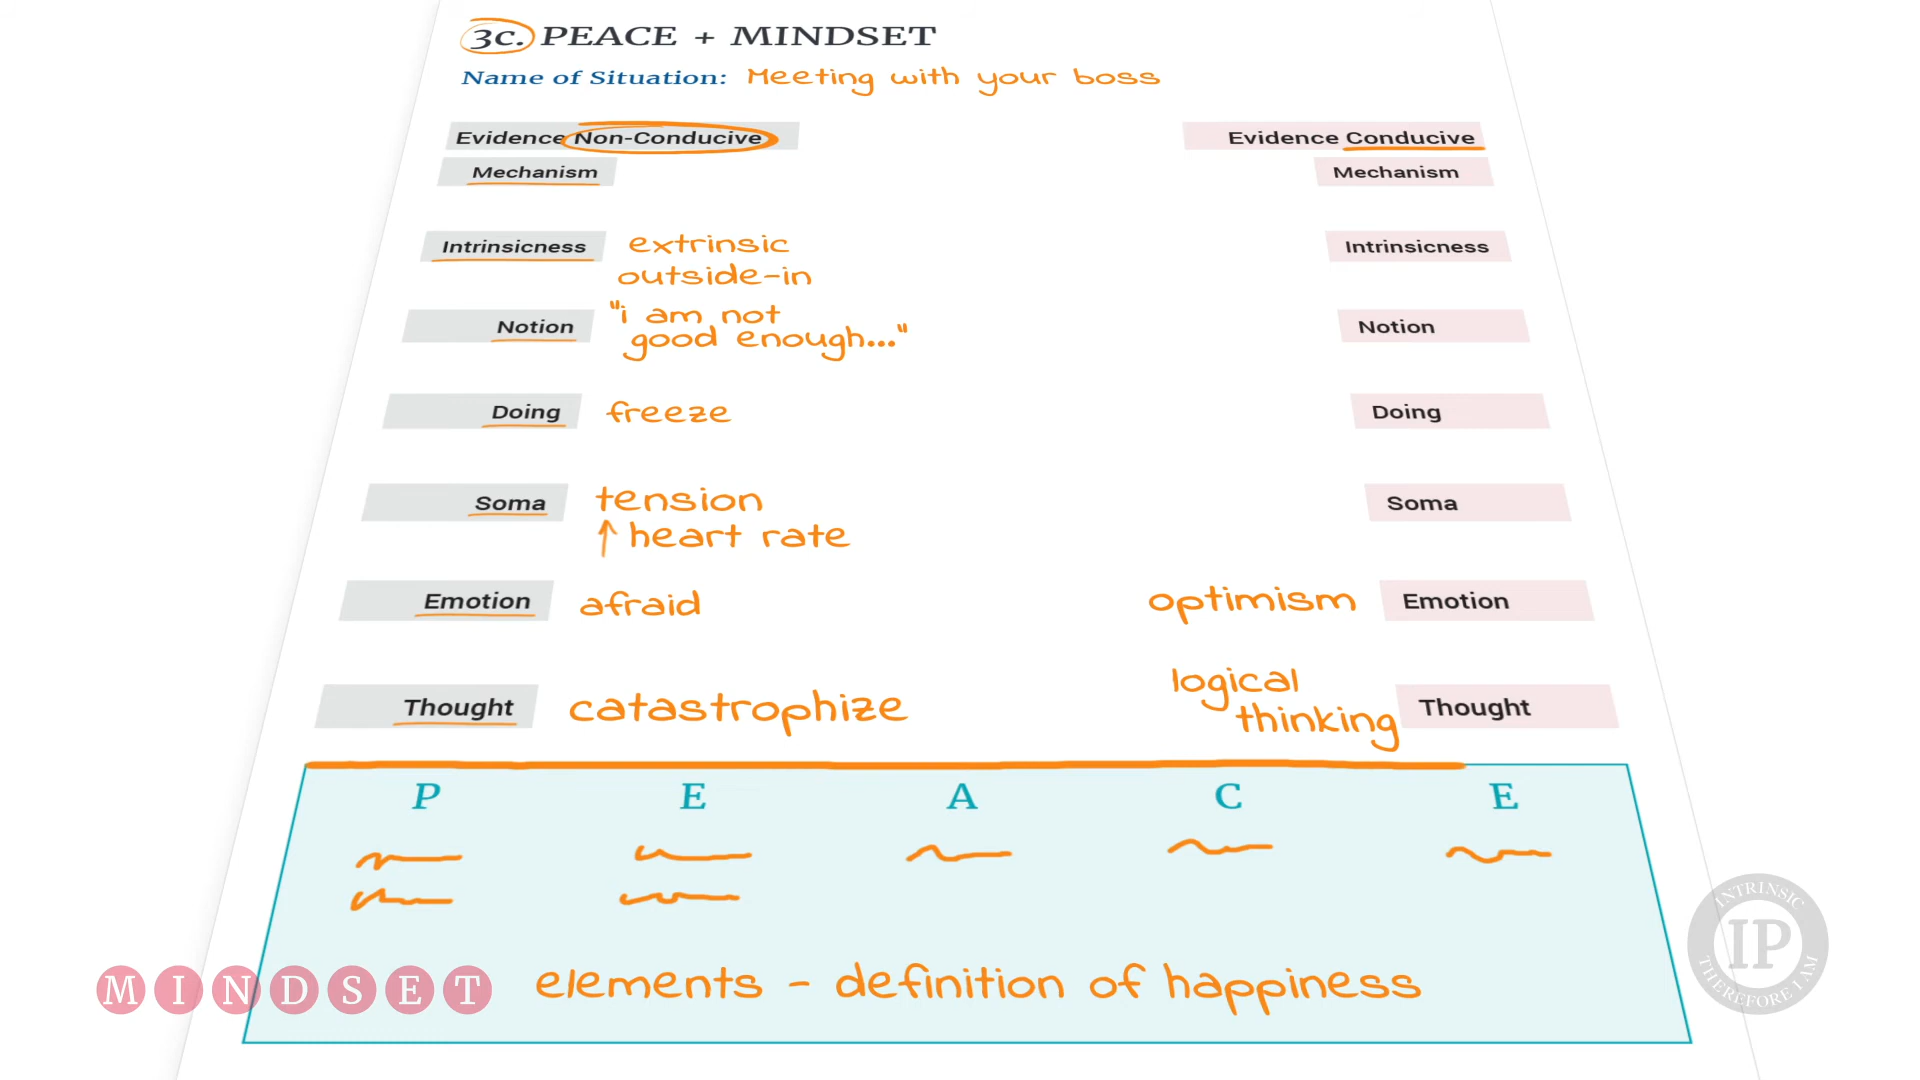 3c. PEACE + MINDSET
Name of Situation: Meeting with your boss
Evidence Non-Conducive
Evidence Conducive
Mechanism
Mechanism
Intrinsicness extrinsic
outside-in
Intrinsicness
Notion "i am not
good enough..."
Notion
Doing freeze
Doing
Soma tension
↑ heart rate
Soma
Emotion afraid
optimism Emotion
Thought catastrophize
logical
thinking Thought
P E A C E
MINDSET
elements - definition of happiness
INTRINSIC
IP
THEREFORE I AM